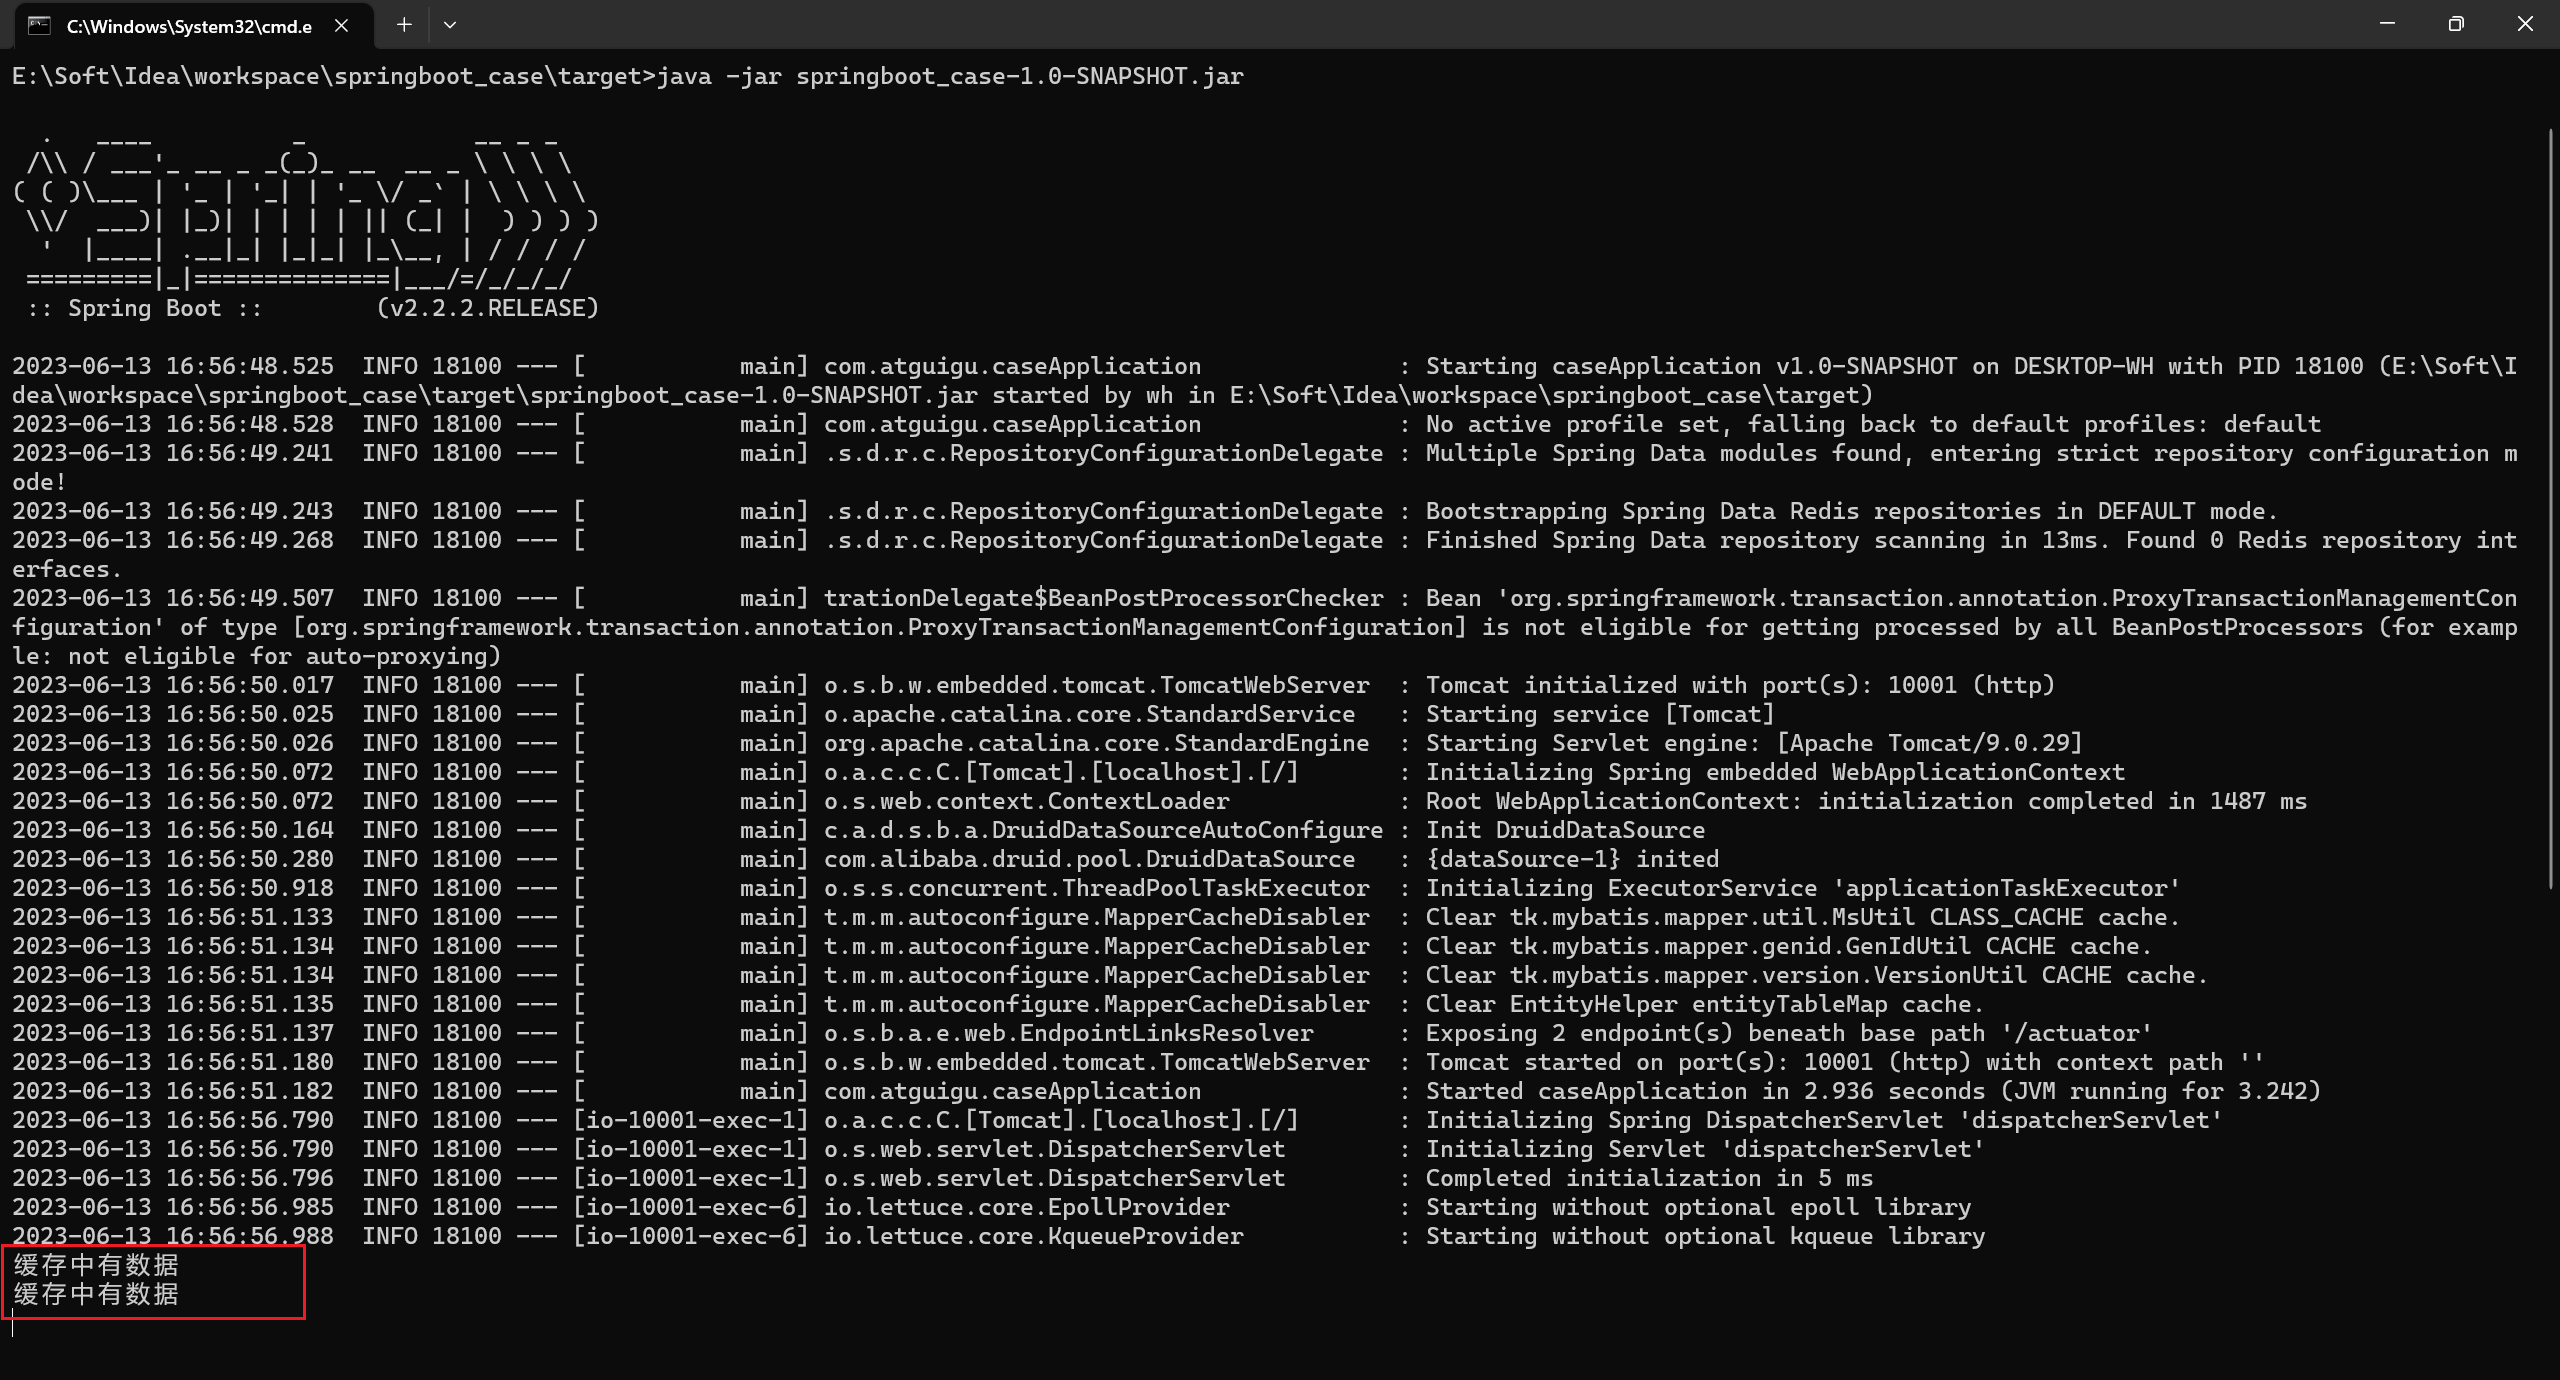 C:\Windows\System32\cmd.e
E:\Soft\Idea\workspace\springboot_case\target>java -jar springboot_case-1.0-SNAPSHOT.jar
  .   ____          _            __ _ _
 /\\ / ___'_ __ _ _(_)_ __  __ _ \ \ \ \
( ( )\___ | '_ | '_| | '_ \/ _` | \ \ \ \
 \\/  ___)| |_)| | | | | || (_| |  ) ) ) )
  '  |____| .__|_| |_|_| |_\__, | / / / /
 =========|_|==============|___/=/_/_/_/
 :: Spring Boot ::        (v2.2.2.RELEASE)
2023-06-13 16:56:48.525  INFO 18100 --- [           main] com.atguigu.caseApplication              : Starting caseApplication v1.0-SNAPSHOT on DESKTOP-WH with PID 18100 (E:\Soft\I
dea\workspace\springboot_case\target\springboot_case-1.0-SNAPSHOT.jar started by wh in E:\Soft\Idea\workspace\springboot_case\target)
2023-06-13 16:56:48.528  INFO 18100 --- [           main] com.atguigu.caseApplication              : No active profile set, falling back to default profiles: default
2023-06-13 16:56:49.241  INFO 18100 --- [           main] .s.d.r.c.RepositoryConfigurationDelegate : Multiple Spring Data modules found, entering strict repository configuration m
ode!
2023-06-13 16:56:49.243  INFO 18100 --- [           main] .s.d.r.c.RepositoryConfigurationDelegate : Bootstrapping Spring Data Redis repositories in DEFAULT mode.
2023-06-13 16:56:49.268  INFO 18100 --- [           main] .s.d.r.c.RepositoryConfigurationDelegate : Finished Spring Data repository scanning in 13ms. Found 0 Redis repository int
erfaces.
2023-06-13 16:56:49.507  INFO 18100 --- [           main] trationDelegate$BeanPostProcessorChecker : Bean 'org.springframework.transaction.annotation.ProxyTransactionManagementCon
figuration' of type [org.springframework.transaction.annotation.ProxyTransactionManagementConfiguration] is not eligible for getting processed by all BeanPostProcessors (for examp
le: not eligible for auto-proxying)
2023-06-13 16:56:50.017  INFO 18100 --- [           main] o.s.b.w.embedded.tomcat.TomcatWebServer  : Tomcat initialized with port(s): 10001 (http)
2023-06-13 16:56:50.025  INFO 18100 --- [           main] o.apache.catalina.core.StandardService   : Starting service [Tomcat]
2023-06-13 16:56:50.026  INFO 18100 --- [           main] org.apache.catalina.core.StandardEngine  : Starting Servlet engine: [Apache Tomcat/9.0.29]
2023-06-13 16:56:50.072  INFO 18100 --- [           main] o.a.c.c.C.[Tomcat].[localhost].[/]       : Initializing Spring embedded WebApplicationContext
2023-06-13 16:56:50.072  INFO 18100 --- [           main] o.s.web.context.ContextLoader            : Root WebApplicationContext: initialization completed in 1487 ms
2023-06-13 16:56:50.164  INFO 18100 --- [           main] c.a.d.s.b.a.DruidDataSourceAutoConfigure : Init DruidDataSource
2023-06-13 16:56:50.280  INFO 18100 --- [           main] com.alibaba.druid.pool.DruidDataSource   : {dataSource-1} inited
2023-06-13 16:56:50.918  INFO 18100 --- [           main] o.s.s.concurrent.ThreadPoolTaskExecutor  : Initializing ExecutorService 'applicationTaskExecutor'
2023-06-13 16:56:51.133  INFO 18100 --- [           main] t.m.m.autoconfigure.MapperCacheDisabler  : Clear tk.mybatis.mapper.util.MsUtil CLASS_CACHE cache.
2023-06-13 16:56:51.134  INFO 18100 --- [           main] t.m.m.autoconfigure.MapperCacheDisabler  : Clear tk.mybatis.mapper.genid.GenIdUtil CACHE cache.
2023-06-13 16:56:51.134  INFO 18100 --- [           main] t.m.m.autoconfigure.MapperCacheDisabler  : Clear tk.mybatis.mapper.version.VersionUtil CACHE cache.
2023-06-13 16:56:51.135  INFO 18100 --- [           main] t.m.m.autoconfigure.MapperCacheDisabler  : Clear EntityHelper entityTableMap cache.
2023-06-13 16:56:51.137  INFO 18100 --- [           main] o.s.b.a.e.web.EndpointLinksResolver      : Exposing 2 endpoint(s) beneath base path '/actuator'
2023-06-13 16:56:51.180  INFO 18100 --- [           main] o.s.b.w.embedded.tomcat.TomcatWebServer  : Tomcat started on port(s): 10001 (http) with context path ''
2023-06-13 16:56:51.182  INFO 18100 --- [           main] com.atguigu.caseApplication              : Started caseApplication in 2.936 seconds (JVM running for 3.242)
2023-06-13 16:56:56.790  INFO 18100 --- [io-10001-exec-1] o.a.c.c.C.[Tomcat].[localhost].[/]       : Initializing Spring DispatcherServlet 'dispatcherServlet'
2023-06-13 16:56:56.790  INFO 18100 --- [io-10001-exec-1] o.s.web.servlet.DispatcherServlet        : Initializing Servlet 'dispatcherServlet'
2023-06-13 16:56:56.796  INFO 18100 --- [io-10001-exec-1] o.s.web.servlet.DispatcherServlet        : Completed initialization in 5 ms
2023-06-13 16:56:56.985  INFO 18100 --- [io-10001-exec-6] io.lettuce.core.EpollProvider            : Starting without optional epoll library
2023-06-13 16:56:56.988  INFO 18100 --- [io-10001-exec-6] io.lettuce.core.KqueueProvider           : Starting without optional kqueue library
缓存中有数据
缓存中有数据